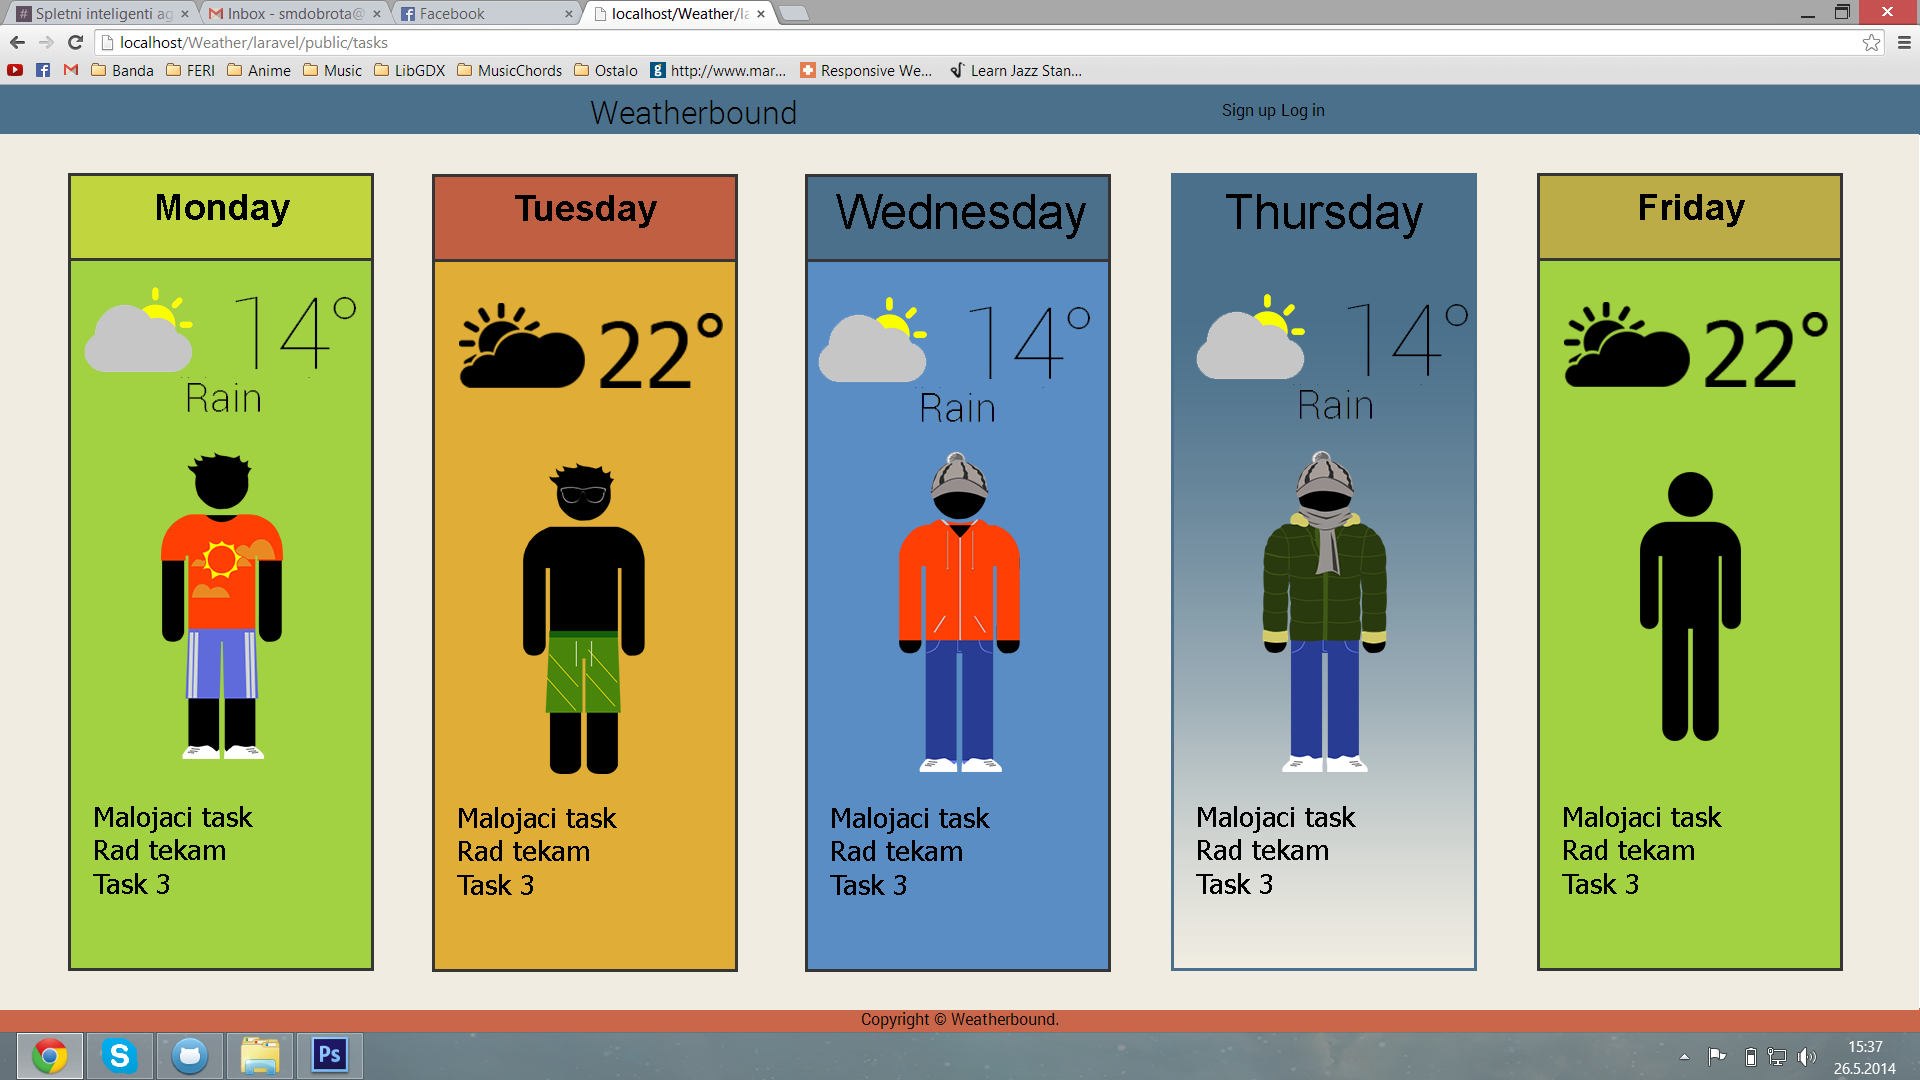 Spletni inteligenti ag
Inbox - smdobrota@
Facebook
localhost/Weather/la
localhost/Weather/laravel/public/tasks
Banda
FERI
Anime
Music
LibGDX
MusicChords
Ostalo
http://www.mar...
Responsive We...
Learn Jazz Stan...
Weatherbound
Sign up Log in
Monday
14°
Rain
Malojaci task
Rad tekam
Task 3
Tuesday
22°
Malojaci task
Rad tekam
Task 3
Wednesday
14°
Rain
Malojaci task
Rad tekam
Task 3
Thursday
14°
Rain
Malojaci task
Rad tekam
Task 3
Friday
22°
Malojaci task
Rad tekam
Task 3
Copyright © Weatherbound.
Ps
15:37
26.5.2014